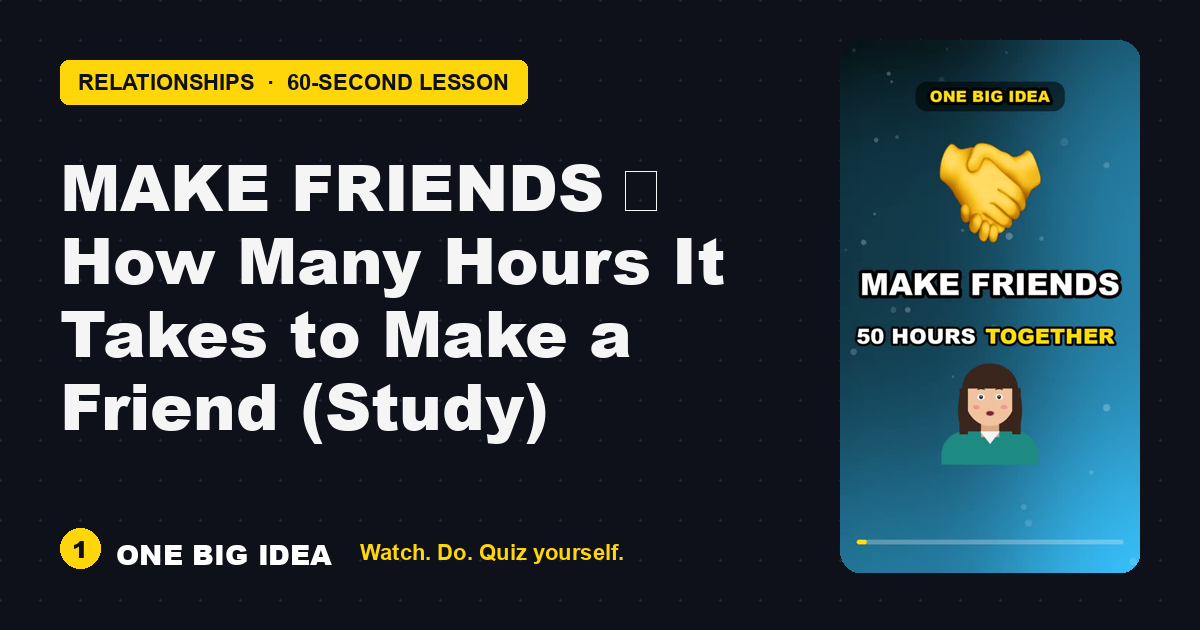 RELATIONSHIPS · 60-SECOND LESSON
MAKE FRIENDS □
How Many Hours It
Takes to Make a
Friend (Study)
1 ONE BIG IDEA Watch. Do. Quiz yourself.
ONE BIG IDEA
MAKE FRIENDS
50 HOURS TOGETHER